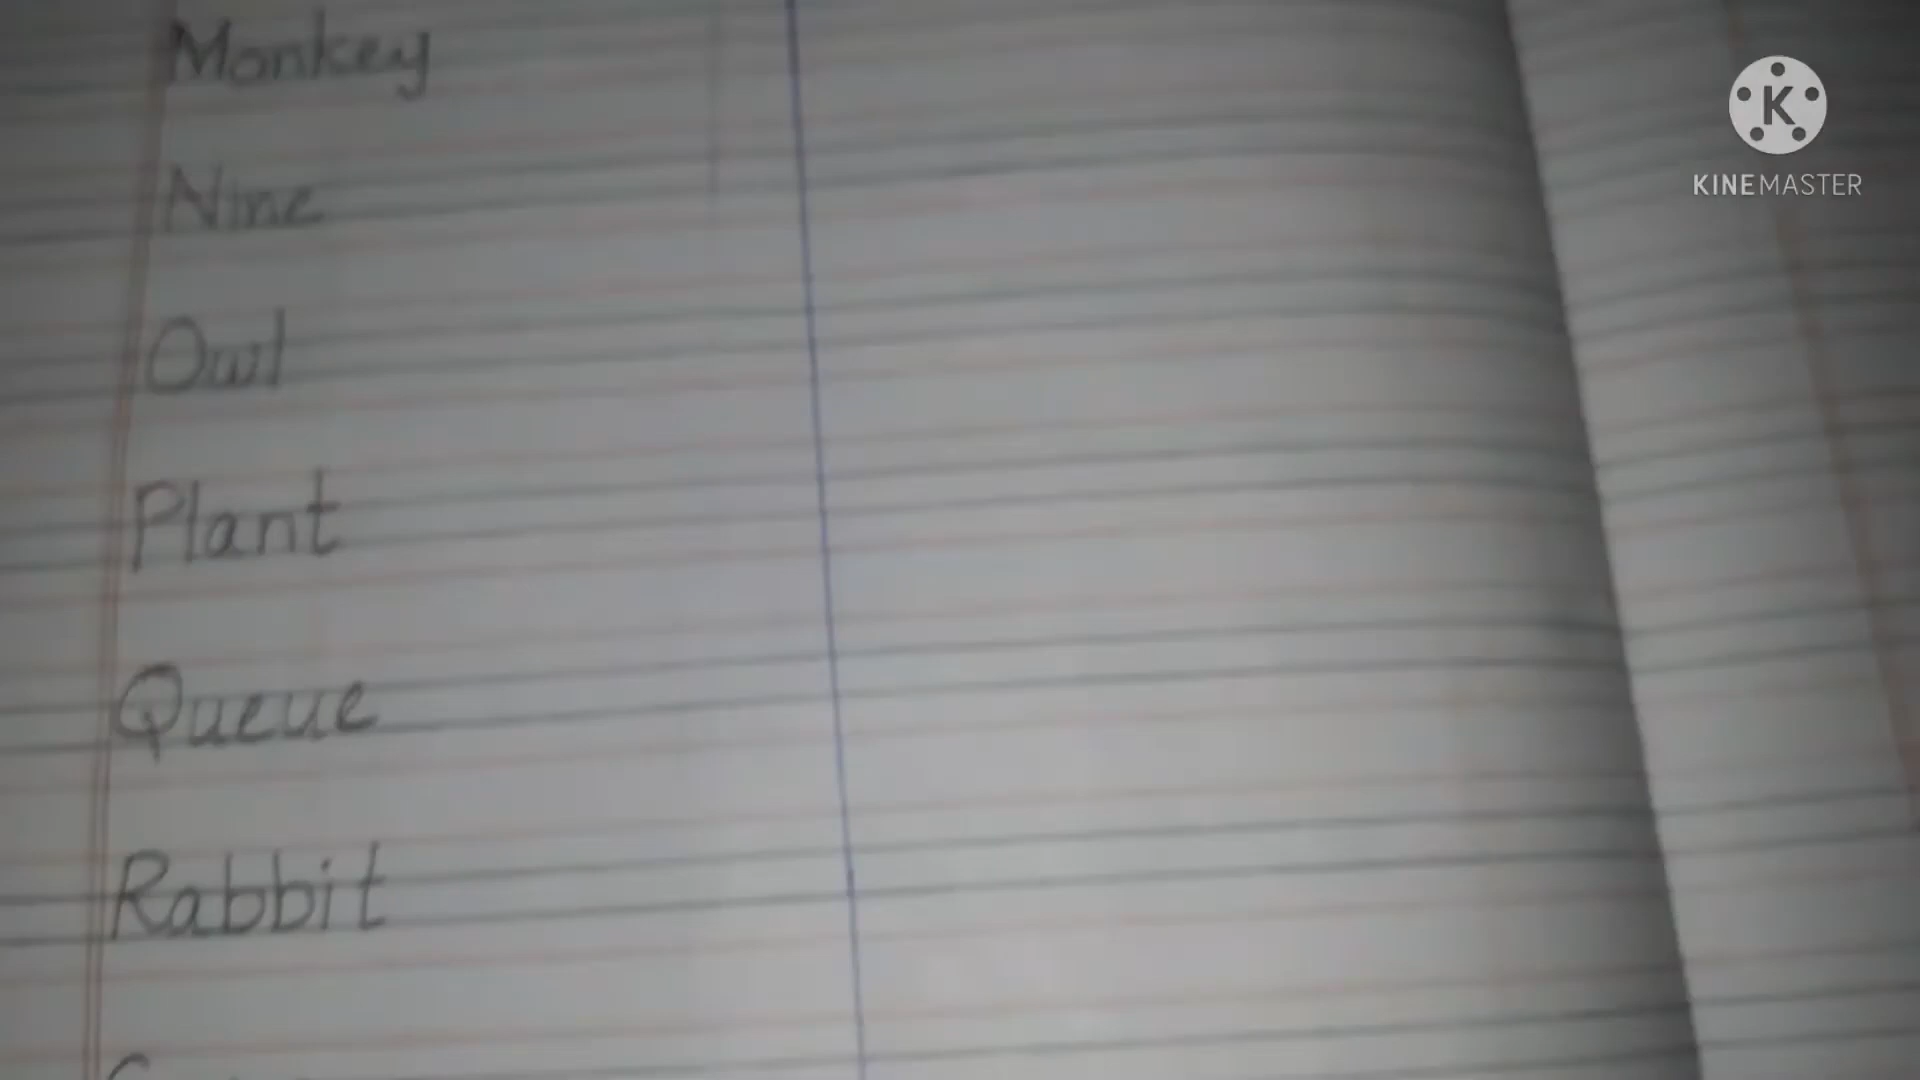 Monkey
K
KINEMASTER
Nine
Owl
Plant
Queue
Rabbit